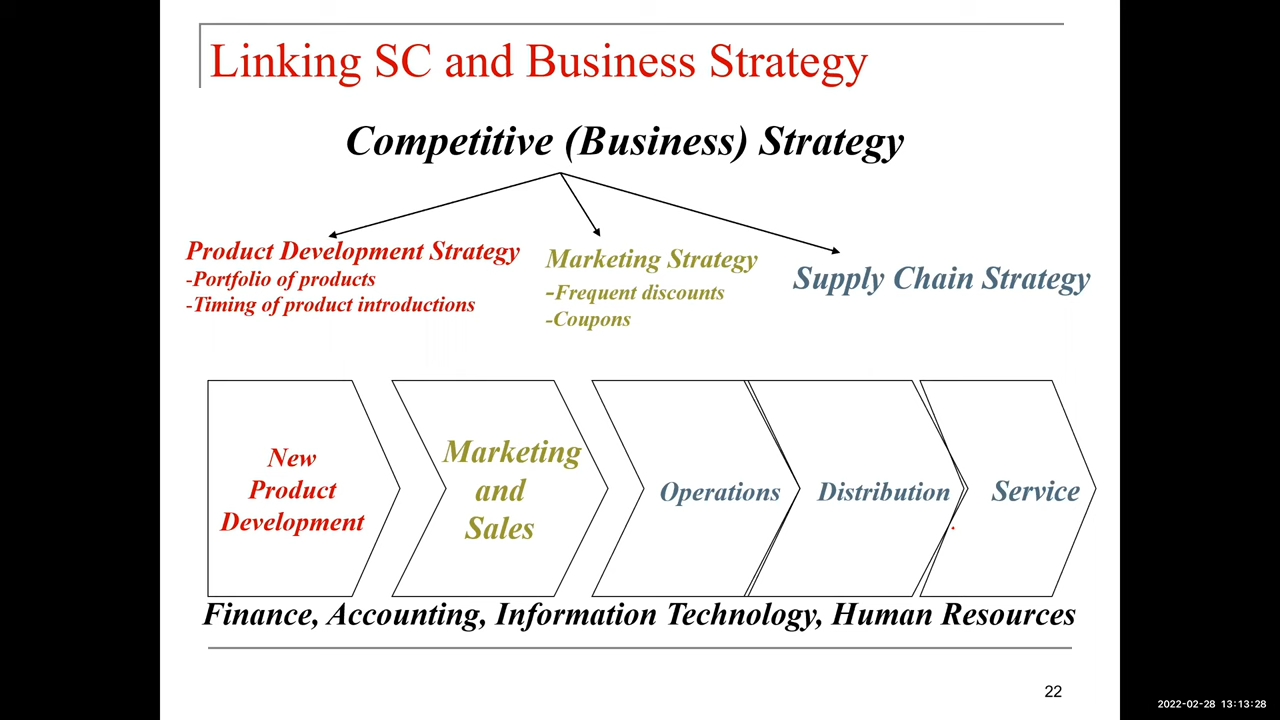 Linking SC and Business Strategy
Competitive (Business) Strategy
Product Development Strategy
-Portfolio of products
-Timing of product introductions
Marketing Strategy
-Frequent discounts
-Coupons
Supply Chain Strategy
New
Product
Development
Marketing
and
Sales
Operations
Distribution
Service
Finance, Accounting, Information Technology, Human Resources
22
2022-02-28 13:13:28